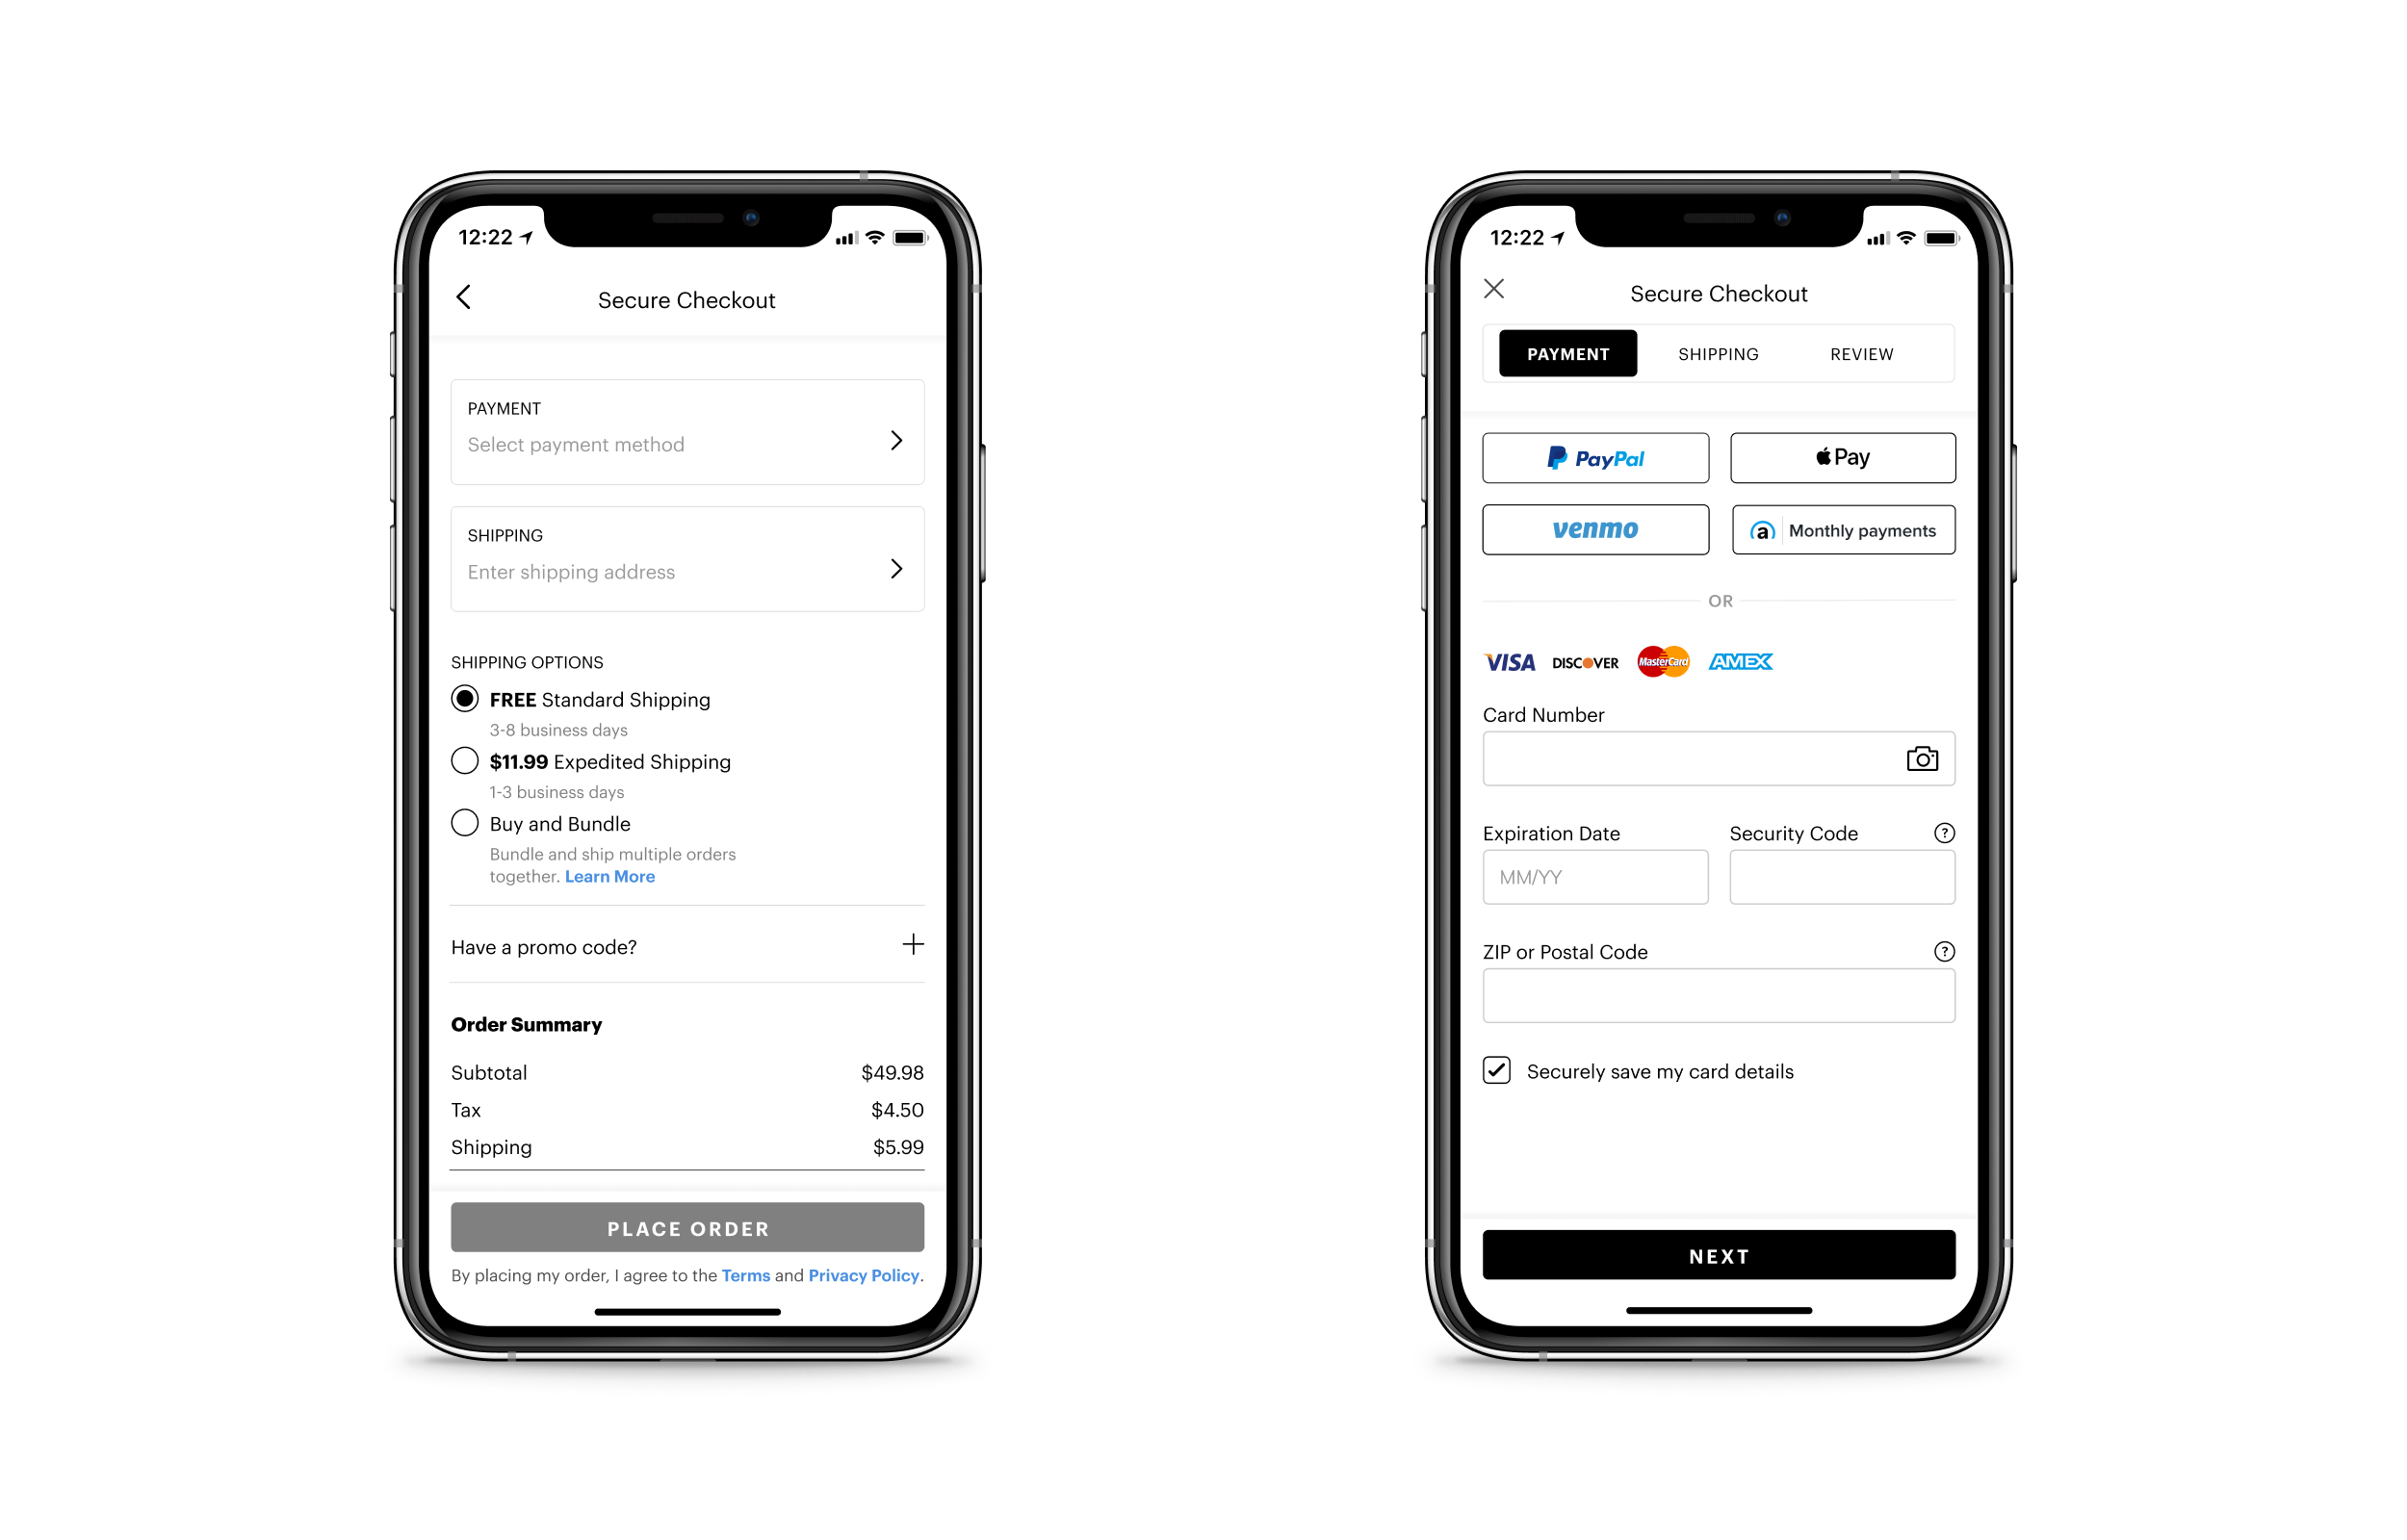 12:22
Secure Checkout
PAYMENT
Select payment method
SHIPPING
Enter shipping address
SHIPPING OPTIONS
FREE Standard Shipping
3-8 business days
$11.99 Expedited Shipping
1-3 business days
Buy and Bundle
Bundle and ship multiple orders
together. Learn More
Have a promo code?
Order Summary
Subtotal $49.98
Tax $4.50
Shipping $5.99
PLACE ORDER
By placing my order, I agree to the Terms and Privacy Policy.
12:22
Secure Checkout
PAYMENT SHIPPING REVIEW
PayPal Pay
venmo a Monthly payments
OR
VISA DISCOVER MasterCard AMEX
Card Number
Expiration Date Security Code ?
MM/YY
ZIP or Postal Code ?
Securely save my card details
NEXT